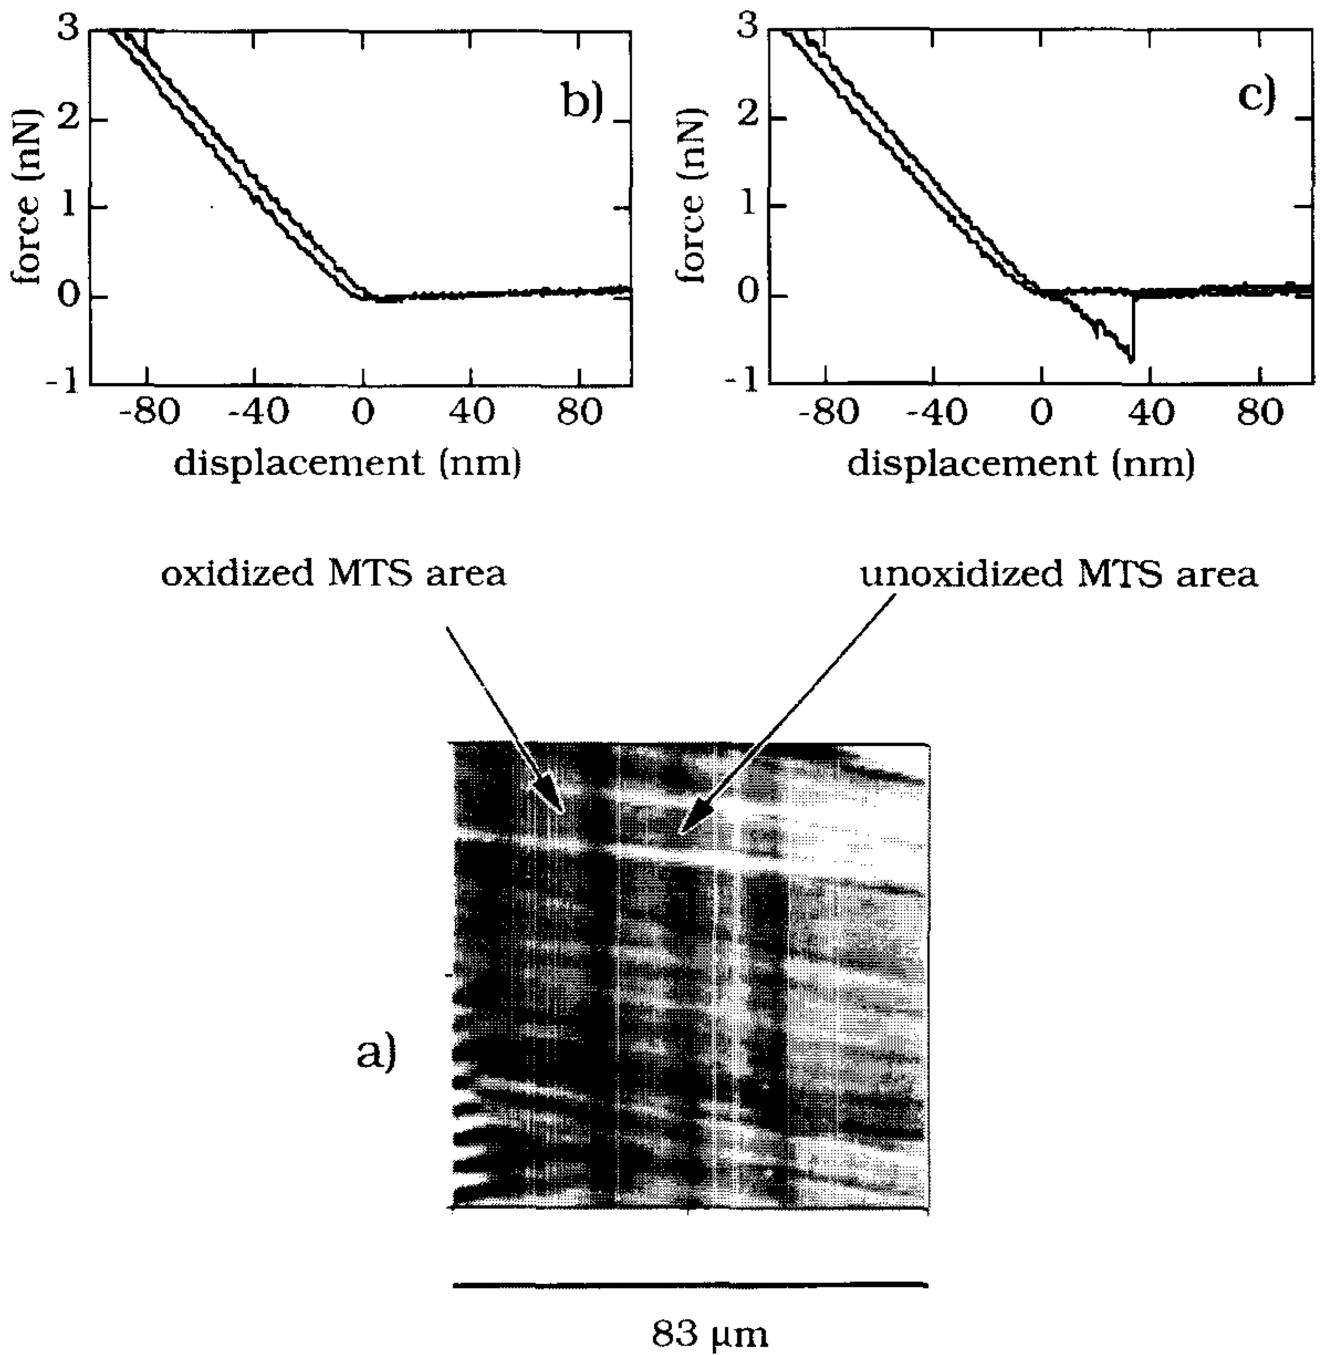 b)
3
2
1
0
-1
force (nN)
-80 -40 0 40 80
displacement (nm)
c)
3
2
1
0
-1
force (nN)
-80 -40 0 40 80
displacement (nm)
oxidized MTS area
unoxidized MTS area
a)
83 μm